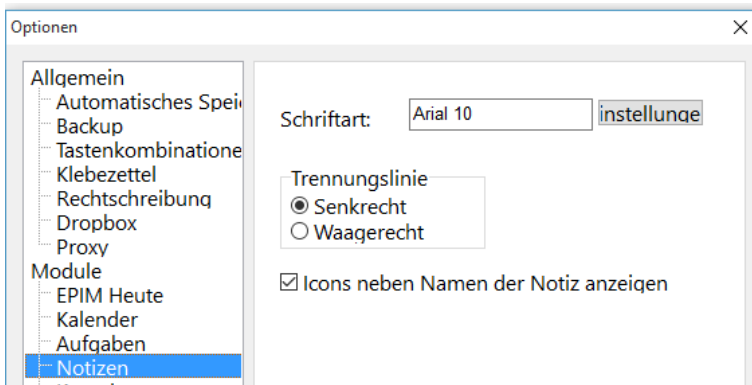 Optionen
Allgemein
Automatisches Spei
Backup
Tastenkombinatione
Klebezettel
Rechtschreibung
Dropbox
Proxy
Module
EPIM Heute
Kalender
Aufgaben
Notizen
Schriftart:
Arial 10
instellunge
Trennungslinie
Senkrecht
Waagerecht
Icons neben Namen der Notiz anzeigen